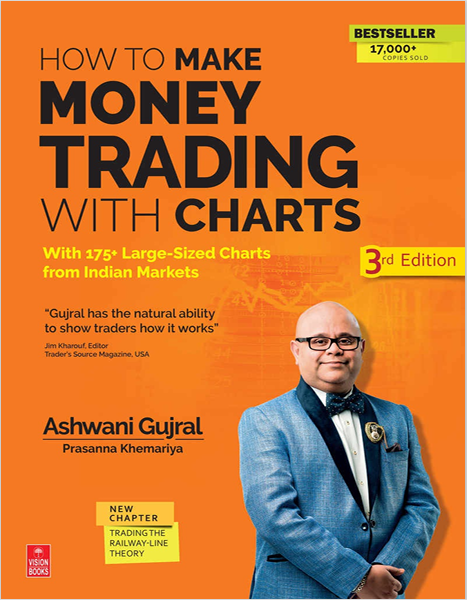 BESTSELLER
17,000+
COPIES SOLD
HOW TO MAKE
MONEY
TRADING
WITH CHARTS
With 175+ Large-Sized Charts
from Indian Markets
3rd Edition
"Gujral has the natural ability
to show traders how it works"
Jim Kharouf, Editor
Trader's Source Magazine, USA
Ashwani Gujral
Prasanna Khemariya
NEW
CHAPTER
TRADING THE
RAILWAY-LINE
THEORY
VISION
BOOKS